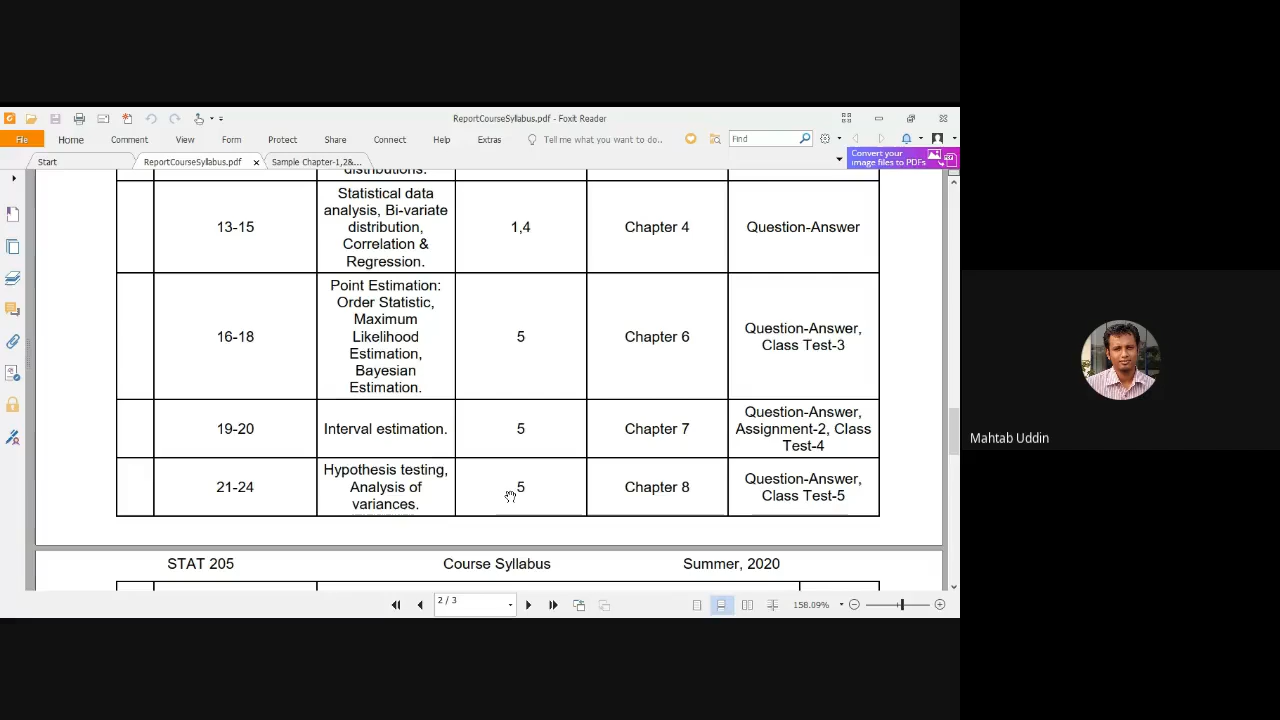 ReportCourseSyllabus.pdf - Foxit Reader
File Home Comment View Form Protect Share Connect Help Extras Tell me what you want to do.. Find
Start ReportCourseSyllabus.pdf Sample Chapter-1,2&...
Convert your
image files to PDFs
distributions.
13-15
Statistical data
analysis, Bi-variate
distribution,
Correlation &
Regression.
1,4
Chapter 4
Question-Answer
16-18
Point Estimation:
Order Statistic,
Maximum
Likelihood
Estimation,
Bayesian
Estimation.
5
Chapter 6
Question-Answer,
Class Test-3
19-20
Interval estimation.
5
Chapter 7
Question-Answer,
Assignment-2, Class
Test-4
21-24
Hypothesis testing,
Analysis of
variances.
5
Chapter 8
Question-Answer,
Class Test-5
STAT 205 Course Syllabus Summer, 2020
2 / 3
158.09%
Mahtab Uddin